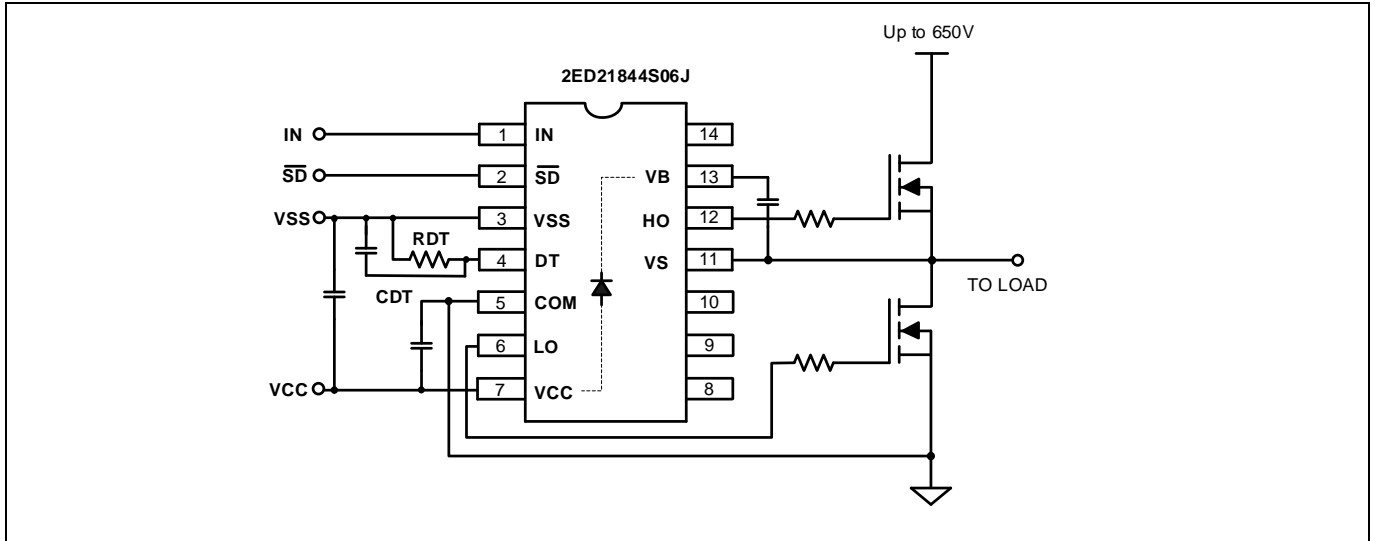 Up to 650V
2ED21844S06J
IN 1 IN 14
SD 2 SD VB 13
VSS 3 VSS HO 12
RDT
4 DT VS 11
TO LOAD
CDT
5 COM 10
6 LO 9
VCC 7 VCC 8